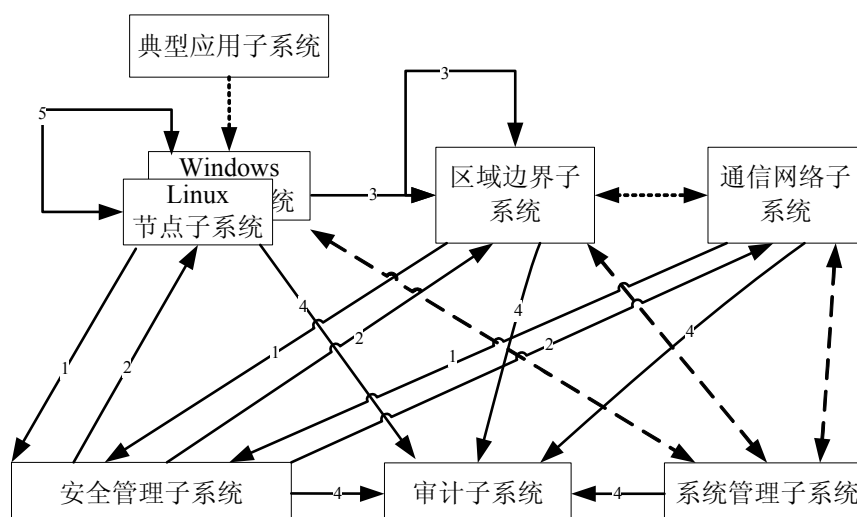 典型应用子系统
5
3
Windows
统
Linux
节点子系统
3
区域边界子
系统
通信网络子
系统
4
4
4
1
2
2
1
2
1
安全管理子系统
4
审计子系统
4
系统管理子系统